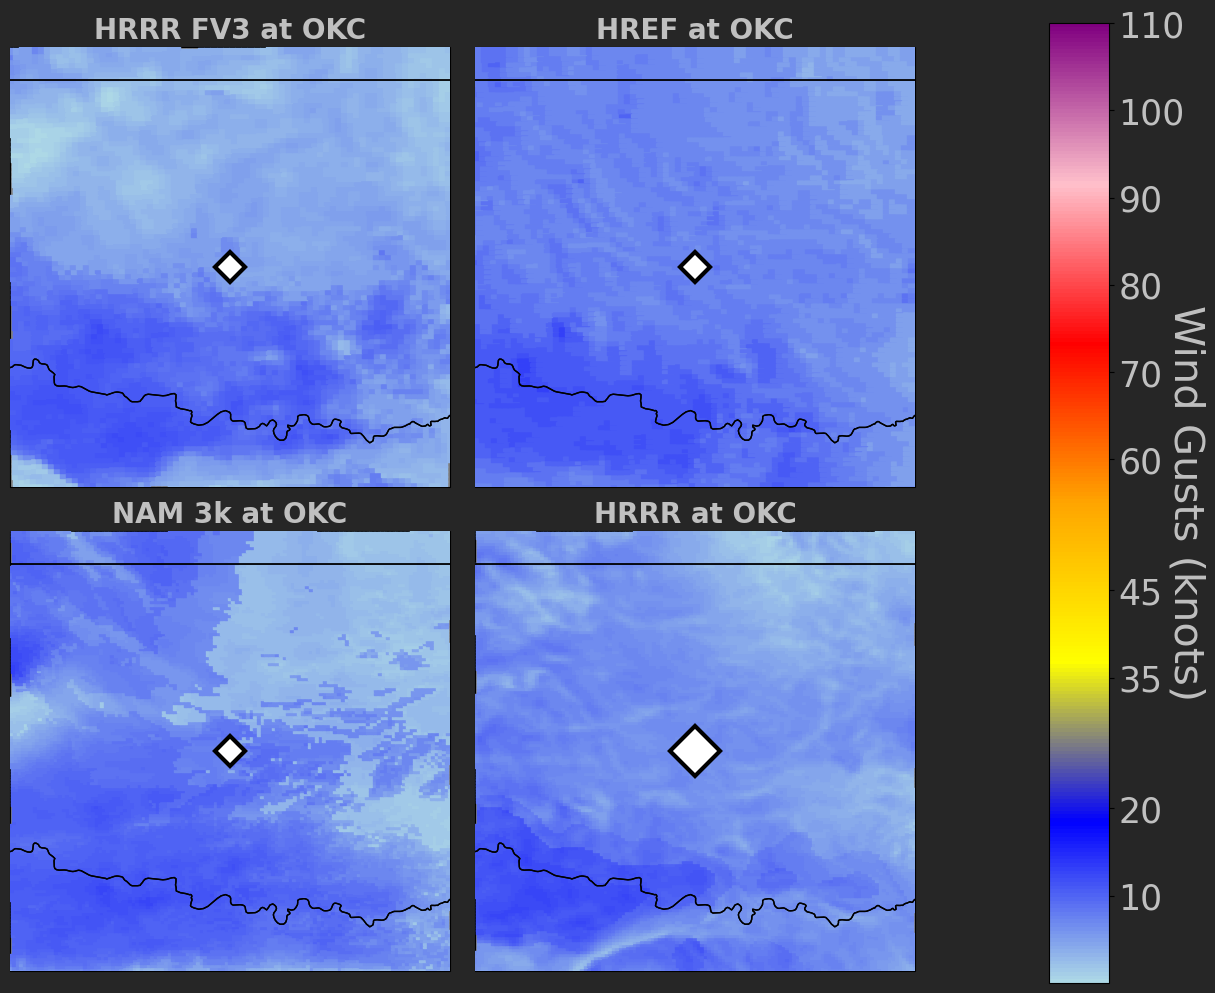 HRRR FV3 at OKC
HREF at OKC
NAM 3k at OKC
HRRR at OKC
110
100
90
80
70
60
45
35
20
10
Wind Gusts (knots)